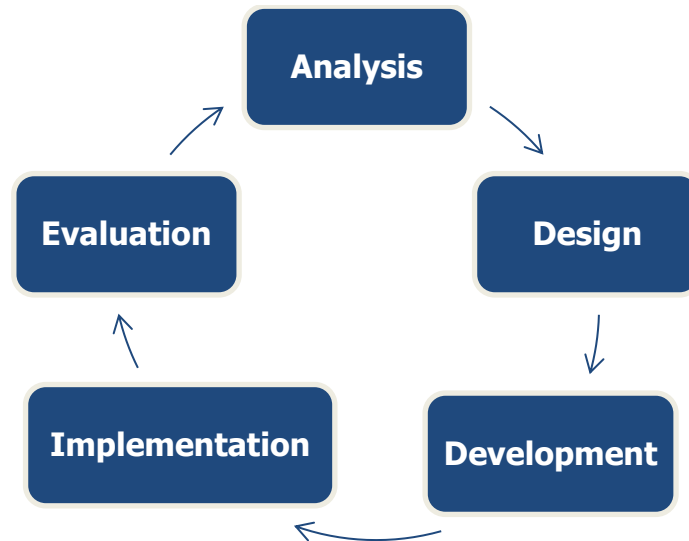 Analysis
Design
Development
Implementation
Evaluation